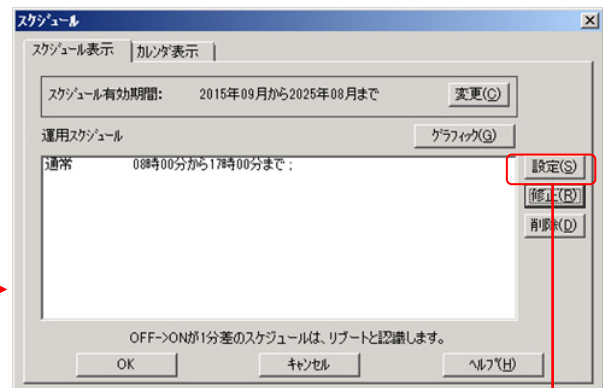 スケジュール
スケジュール表示 カレンダ表示
スケジュール有効期間: 2015年09月から2025年08月まで 変更(C)
運用スケジュール グラフィック(G)
通常 08時00分から17時00分まで;
設定(S)
修正(R)
削除(D)
OFF->ONが1分差のスケジュールは、リブートと認識します。
OK キャンセル ヘルプ(H)